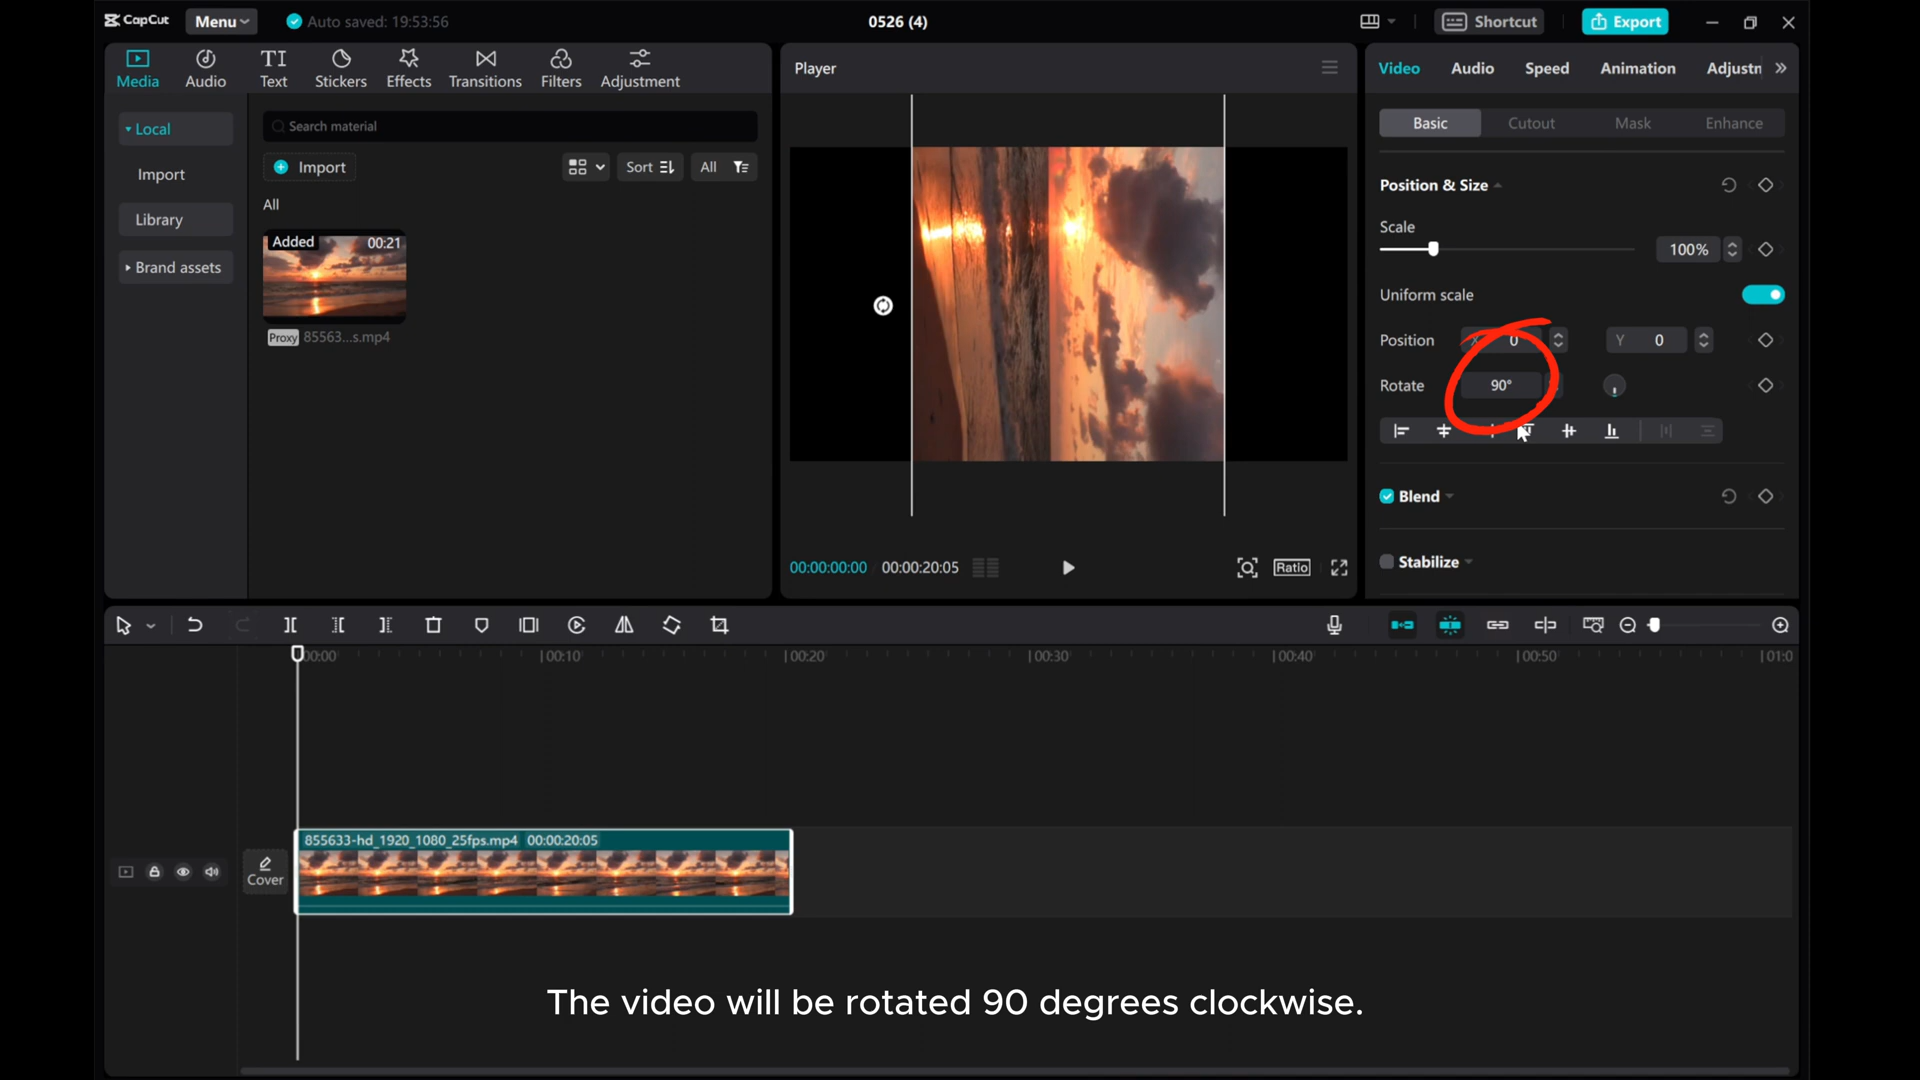 CapCut
Menu
Auto saved: 19:53:56
0526 (4)
Shortcut
Export
Media
Audio
TI
Text
Stickers
Effects
Transitions
Filters
Adjustment
Local
Import
Library
Brand assets
Search material
Import
Sort
All
All
Added
00:21
Proxy 85563...s.mp4
Player
00:00:00:00
00:00:20:05
Ratio
Video
Audio
Speed
Animation
Adjustn
Basic
Cutout
Mask
Enhance
Position & Size
Scale
100%
Uniform scale
Position
X 0
Y 0
Rotate
90°
Blend
Stabilize
00:00
00:10
00:20
00:30
00:40
00:50
01:0
Cover
855633-hd_1920_1080_25fps.mp4 00:00:20:05
The video will be rotated 90 degrees clockwise.